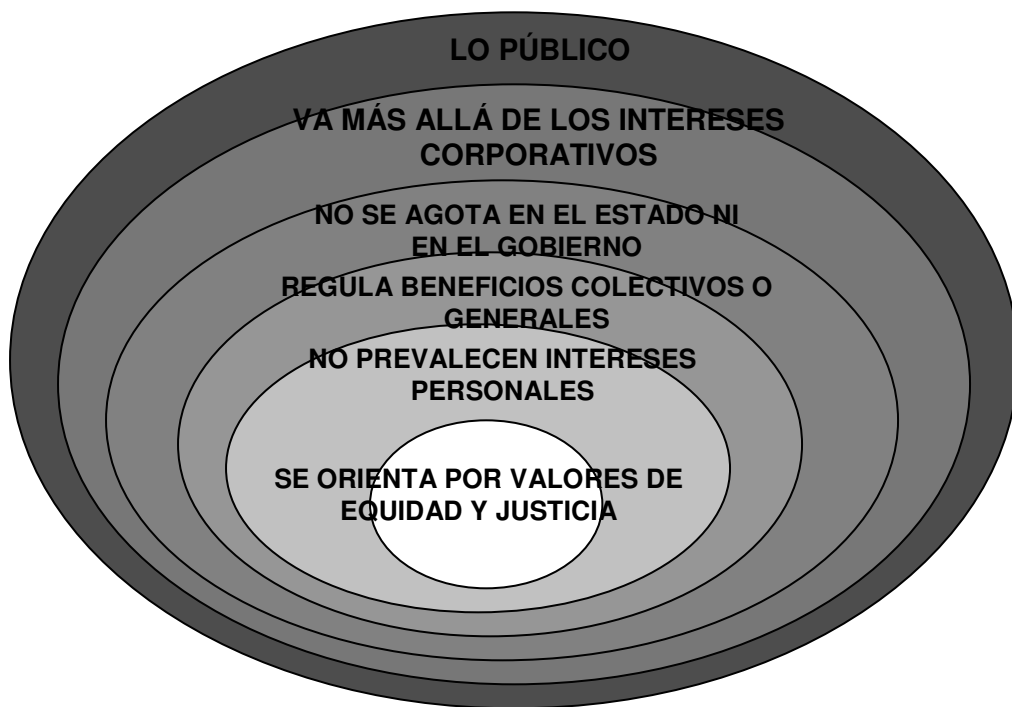 LO PÚBLICO
VA MÁS ALLÁ DE LOS INTERESES
CORPORATIVOS
NO SE AGOTA EN EL ESTADO NI
EN EL GOBIERNO
REGULA BENEFICIOS COLECTIVOS O
GENERALES
NO PREVALECEN INTERESES
PERSONALES
SE ORIENTA POR VALORES DE
EQUIDAD Y JUSTICIA